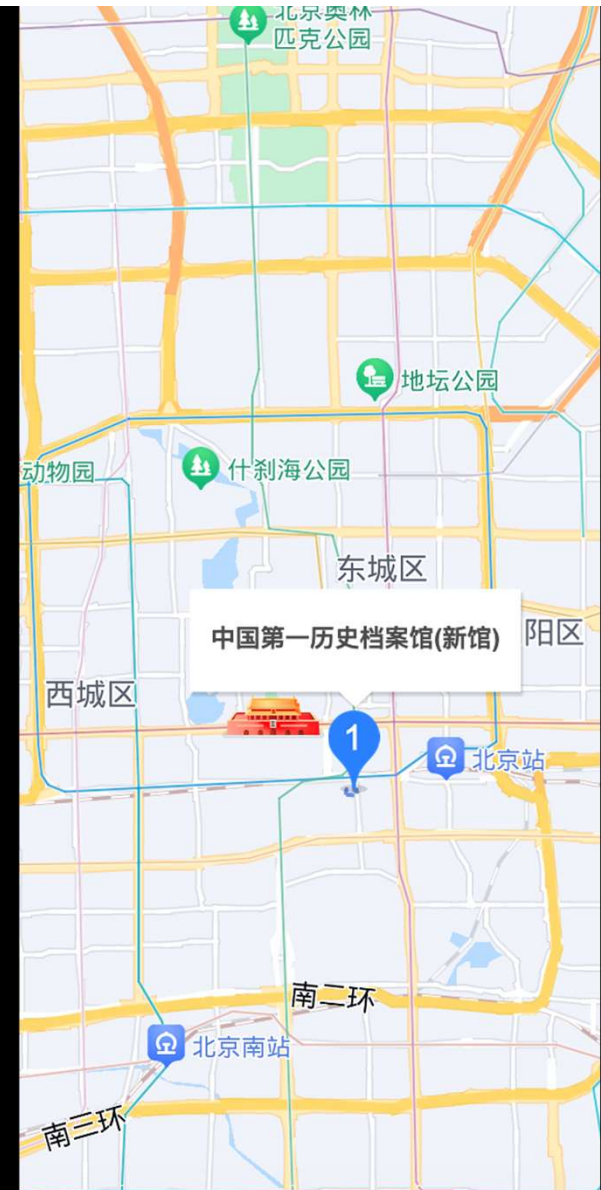 北京奥林
匹克公园
地坛公园
动物园
什刹海公园
东城区
中国第一历史档案馆(新馆)
阳区
西城区
1
北京站
南二环
北京南站
南三环